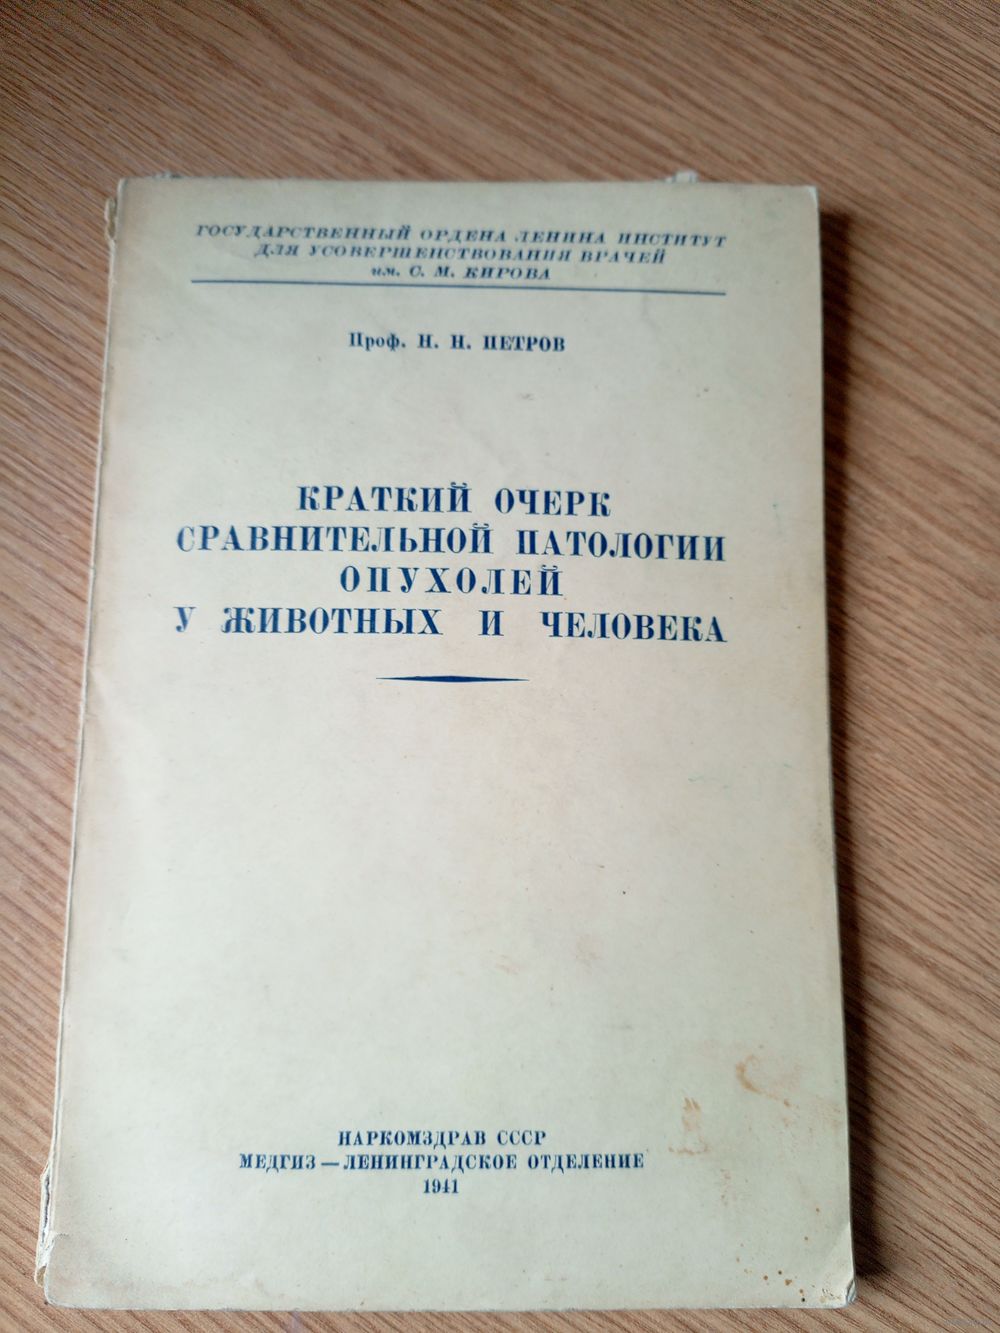 ГОСУДАРСТВЕННЫЙ ОРДЕНА ЛЕНИНА ИНСТИТУТ
ДЛЯ УСОВЕРШЕНСТВОВАНИЯ ВРАЧЕЙ
им. С. М. КИРОВА
Проф. Н. Н. ПЕТРОВ
КРАТКИЙ ОЧЕРК
СРАВНИТЕЛЬНОЙ ПАТОЛОГИИ
ОПУХОЛЕЙ
У ЖИВОТНЫХ И ЧЕЛОВЕКА
НАРКОМЗДРАВ СССР
МЕДГИЗ — ЛЕНИНГРАДСКОЕ ОТДЕЛЕНИЕ
1941